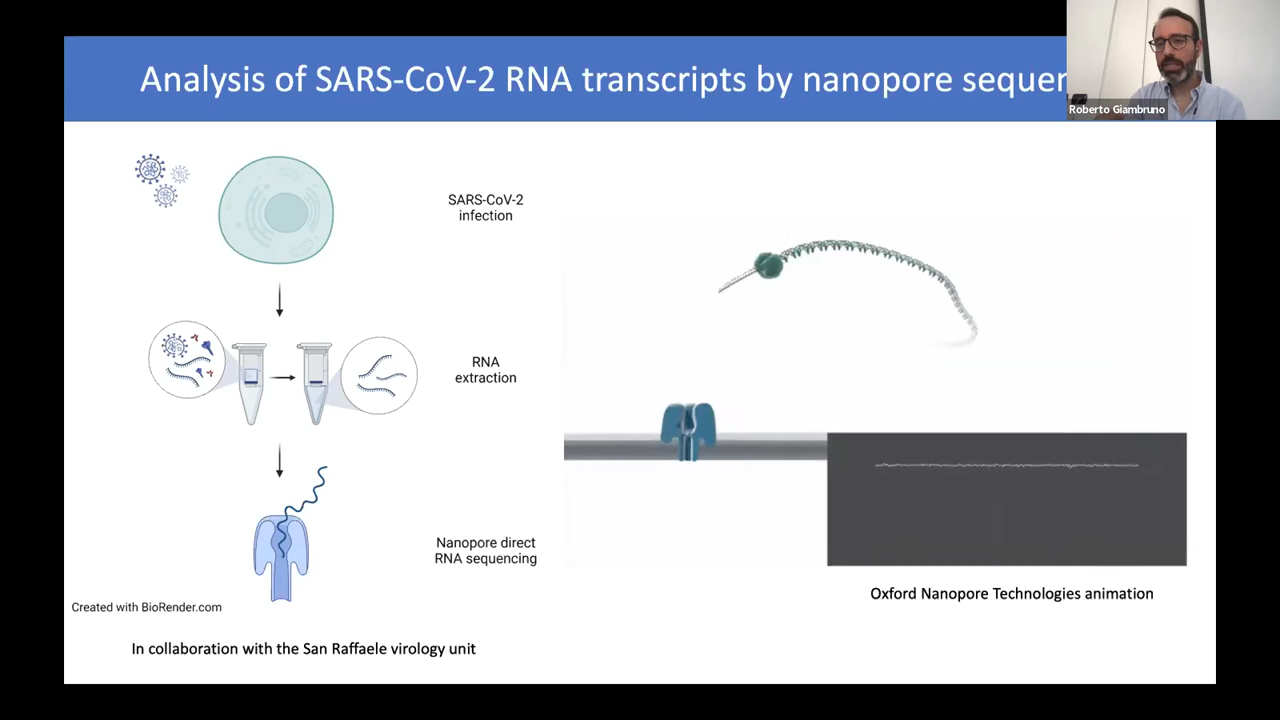 Analysis of SARS-CoV-2 RNA transcripts by nanopore sequen
Roberto Giambruno
SARS-CoV-2
infection
RNA
extraction
Nanopore direct
RNA sequencing
Created with BioRender.com
Oxford Nanopore Technologies animation
In collaboration with the San Raffaele virology unit